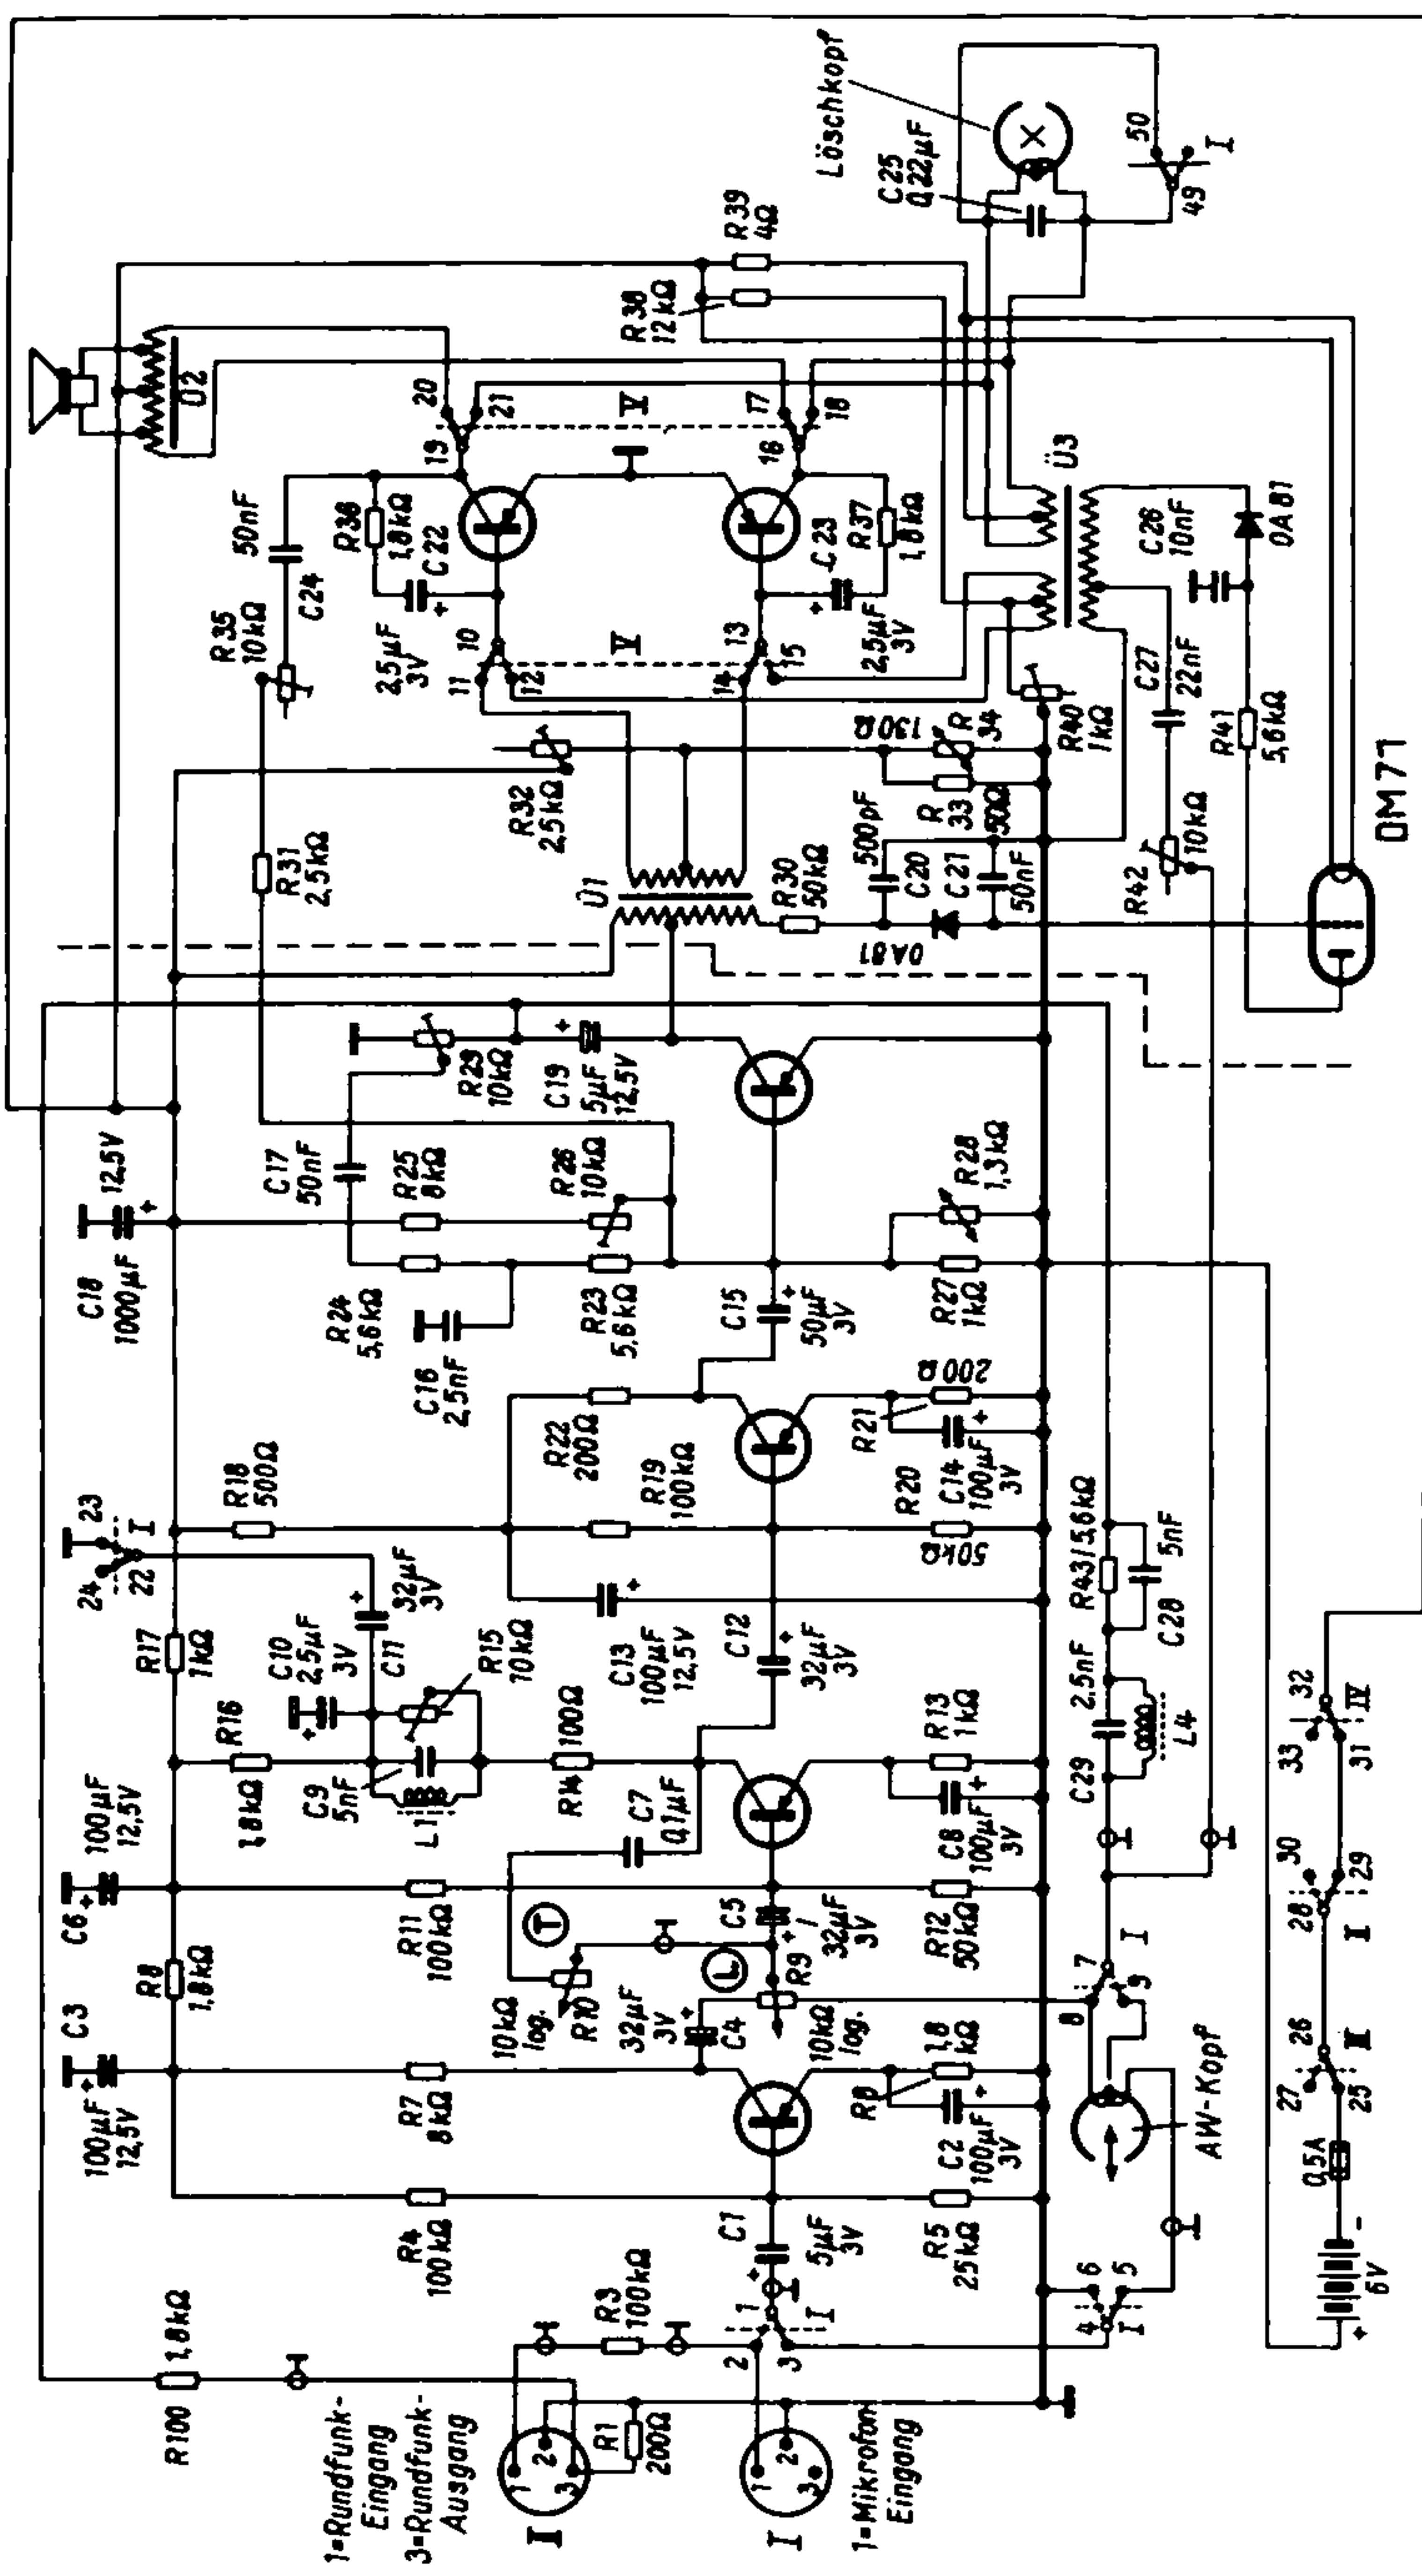 R100 1,8kΩ
1=Rundfunk-
Eingang
3=Rundfunk-
Ausgang
II
1
2
3
R1
200Ω
R3
100kΩ
I
1
2
3
1=Mikrofon-
Eingang
1
2
3
I
C1
5µF
3V
+
R4
100kΩ
R5
25kΩ
C3
100µF
12,5V
+
R7
8kΩ
C2
100µF
3V
+
1,8
kΩ
C4
32µF
3V
+
R9
10kΩ
log.
L
R10
10kΩ
log.
T
1,8kΩ
C6
100µF
12,5V
+
R11
100kΩ
C5
32µF
3V
+
R12
50kΩ
C7
0,1µF
C8
100µF
3V
+
R13
1kΩ
R14
100Ω
L1
C9
5nF
R15
10kΩ
R16
1,8kΩ
R17
1kΩ
C10
2,5µF
3V
+
C11
32µF
3V
+
22
23
24
I
R18
500Ω
C12
32µF
3V
+
C13
100µF
12,5V
+
R19
100kΩ
R20
50kΩ
R22
200Ω
R21
200Ω
C14
100µF
3V
+
C15
50µF
3V
+
C16
2,5nF
R24
5,6kΩ
R23
5,6kΩ
C18
1000µF
12,5V
+
C17
50nF
R25
8kΩ
R26
10kΩ
R27
1kΩ
R28
1,3kΩ
R29
10kΩ
C19
5µF
12,5V
+
Ü1
R30
50kΩ
500pF
C20
C21
50nF
OA81
R31
2,5kΩ
R32
2,5kΩ
R
33
50Ω
R
34
130Ω
R35
10kΩ
C24
50nF
R36
1,8kΩ
C22
2,5µF
3V
+
10
11
12
V
13
14
15
C23
2,5µF
3V
+
R37
1,8kΩ
19
20
21
V
16
17
18
Ü2
R38
12kΩ
R39
4Ω
Löschkopf
C25
0,22µF
49
50
I
Ü3
R40
1kΩ
C26
10nF
OA81
C27
22nF
R41
5,6kΩ
R42
10kΩ
R43/5,6kΩ
C28
5nF
C29
2,5nF
L4
7
8
9
I
AW-Kopf
4
5
6
I
6V
+
-
0,5A
25
26
27
28
29
30
I
31
32
33
IV